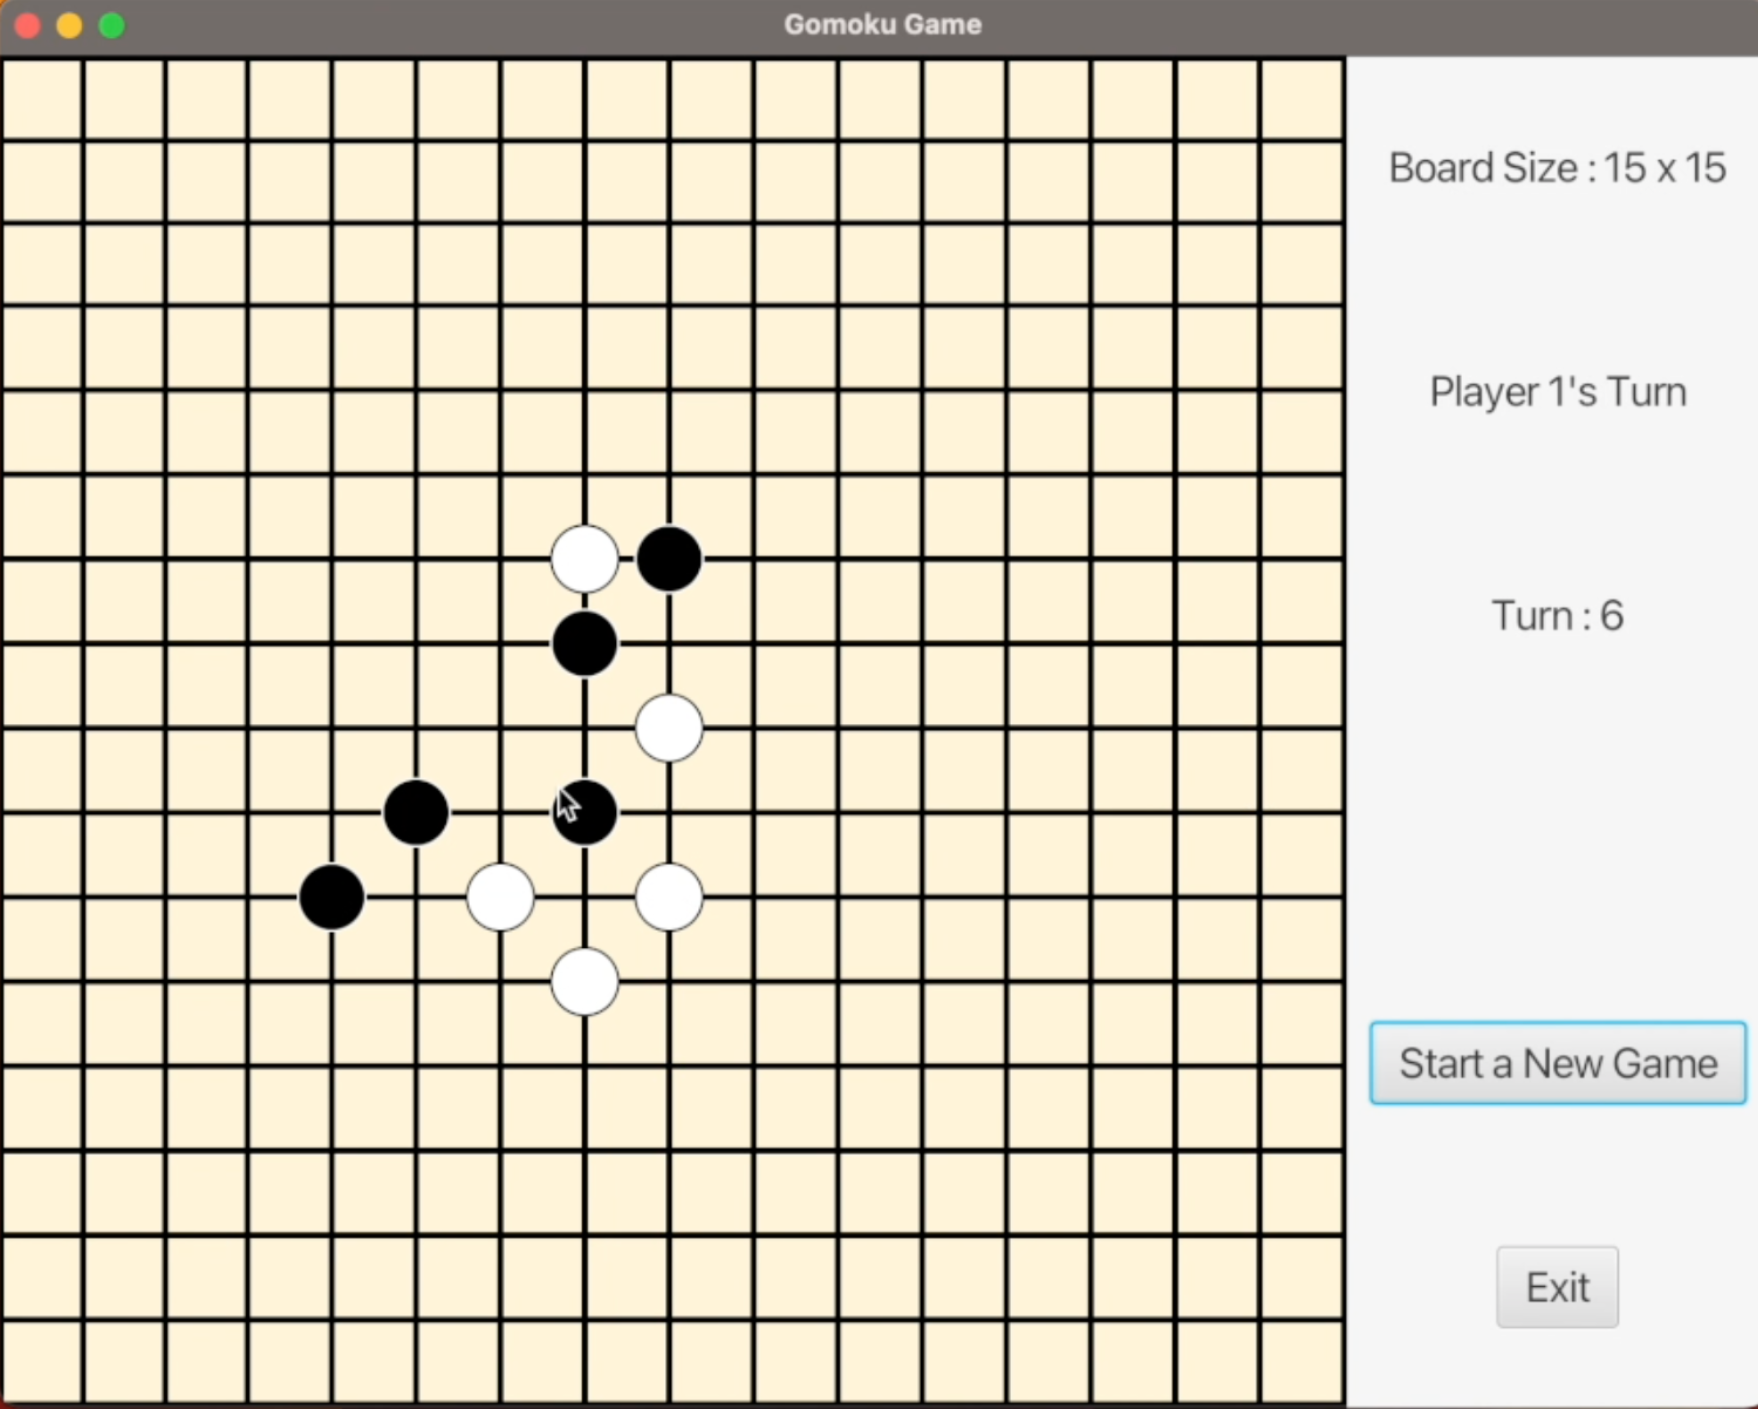 Gomoku Game
Board Size : 15 x 15
Player 1's Turn
Turn : 6
Start a New Game
Exit